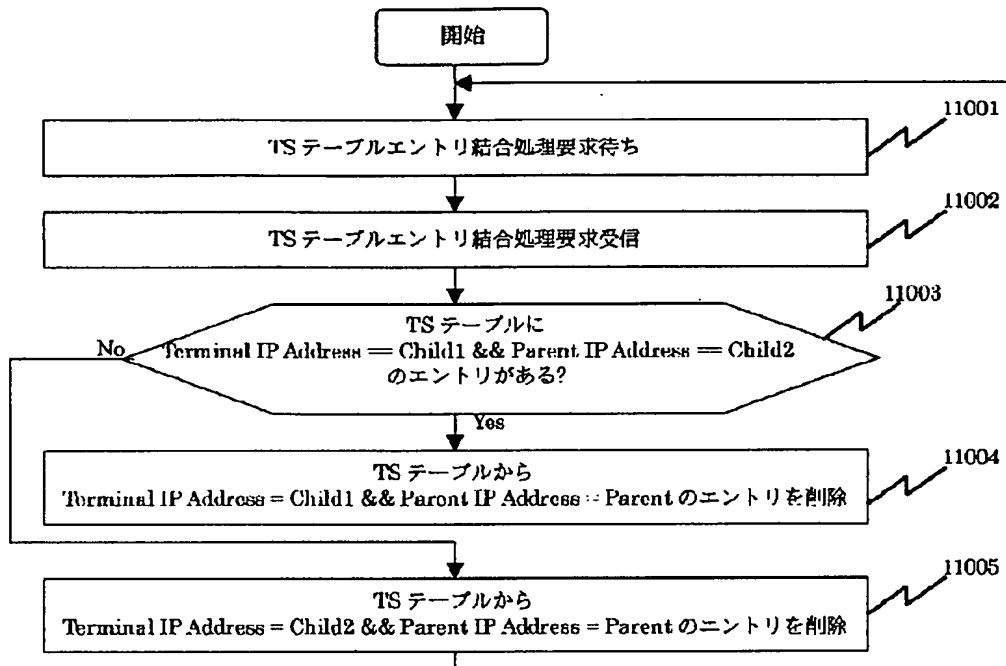 開始
11001
TS テーブルエントリ結合処理要求待ち
11002
TS テーブルエントリ結合処理要求受信
11003
TS テーブルに
Terminal IP Address == Child1 && Parent IP Address == Child2
のエントリがある?
No
Yes
11004
TS テーブルから
Terminal IP Address = Child1 && Parent IP Address = Parent のエントリを削除
11005
TS テーブルから
Terminal IP Address = Child2 && Parent IP Address = Parent のエントリを削除